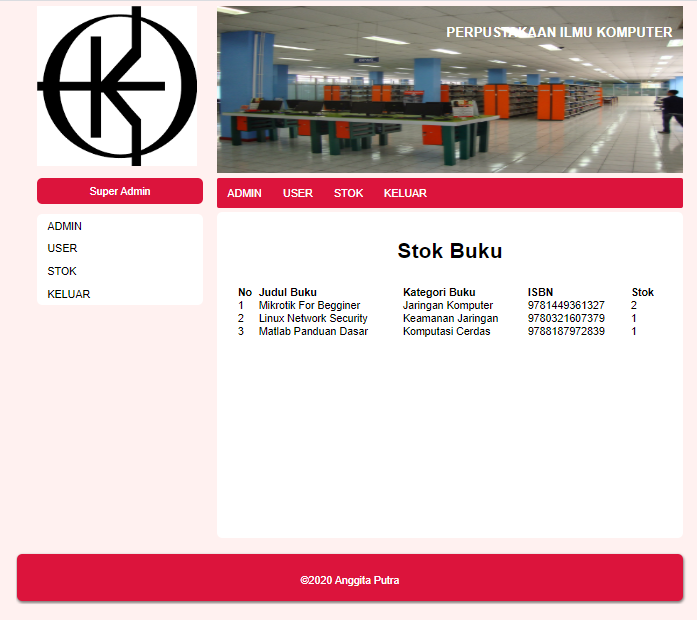 PERPUSTAKAAN ILMU KOMPUTER
Super Admin
ADMIN USER STOK KELUAR
ADMIN
USER
STOK
KELUAR
Stok Buku
No Judul Buku Kategori Buku ISBN Stok
1 Mikrotik For Begginer Jaringan Komputer 9781449361327 2
2 Linux Network Security Keamanan Jaringan 9780321607379 1
3 Matlab Panduan Dasar Komputasi Cerdas 9788187972839 1
©2020 Anggita Putra